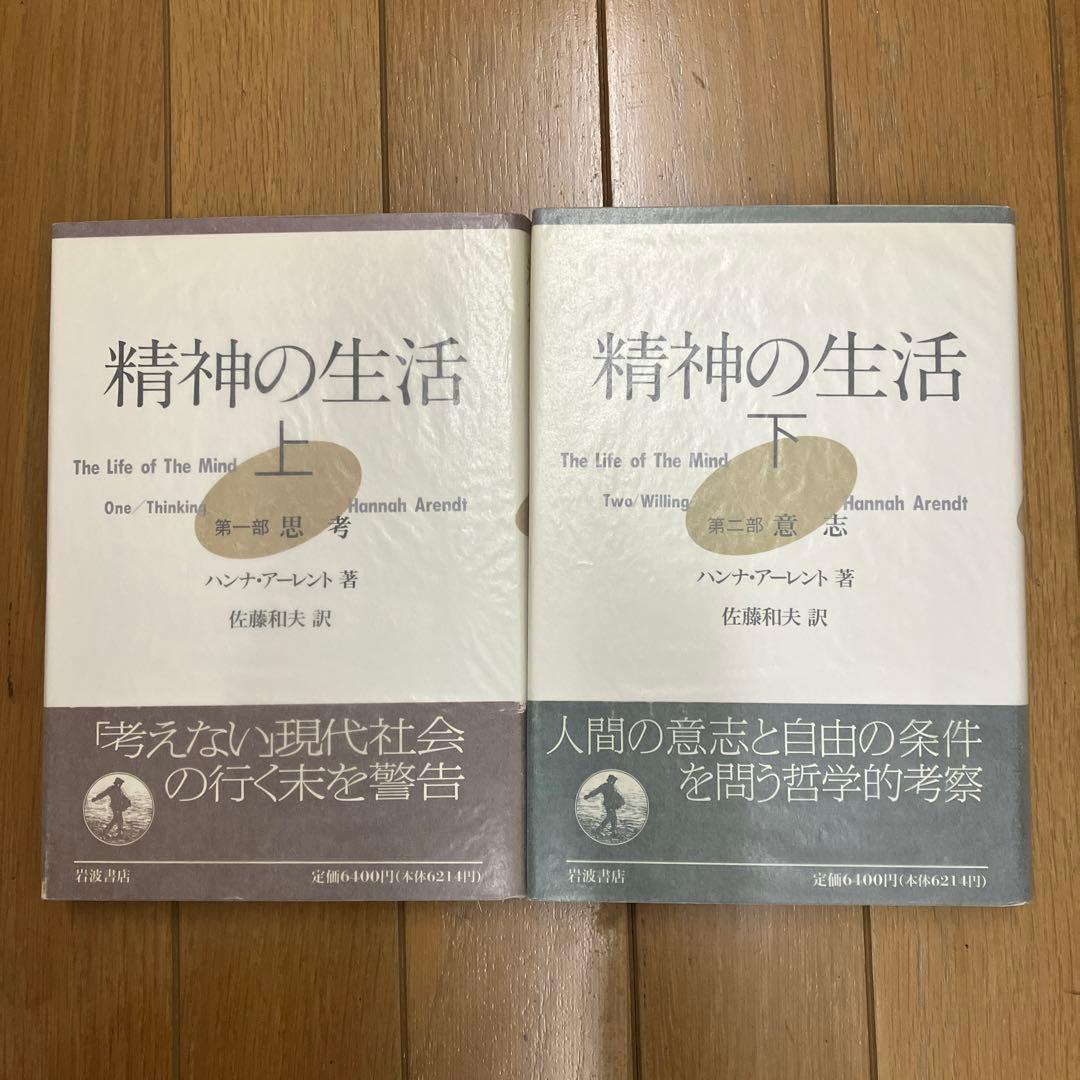 精神の生活
上
The Life of The Mind
One/Thinking
Hannah Arendt
第一部 思考
ハンナ・アーレント 著
佐藤和夫 訳
「考えない」現代社会
の行く末を警告
岩波書店
定価6400円(本体6214円)
精神の生活
下
The Life of The Mind
Two/Willing
Hannah Arendt
第二部 意志
ハンナ・アーレント 著
佐藤和夫 訳
人間の意志と自由の条件
を問う哲学的考察
岩波書店
定価6400円(本体6214円)